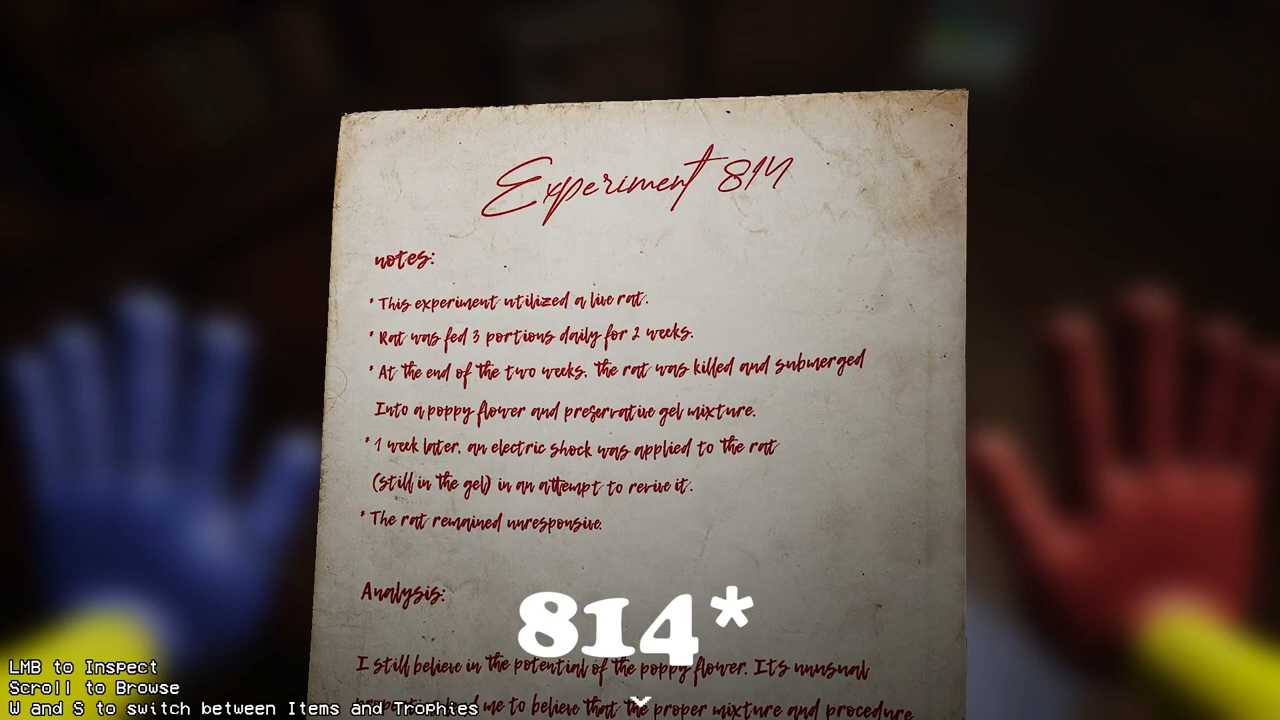 Experiment 814
notes:
* This experiment utilized a live rat.
* Rat was fed 3 portions daily for 2 weeks.
* At the end of the two weeks, the rat was killed and submerged
Into a poppy flower and preservative gel mixture.
* 1 week later, an electric shock was applied to the rat
(still in the gel) in an attempt to revive it.
* The rat remained unresponsive.
Analysis:
814*
I still believe in the potential of the poppy flower. Its unusual
me to believe that the proper mixture and procedure
LMB to Inspect
Scroll to Browse
W and S to switch between Items and Trophies